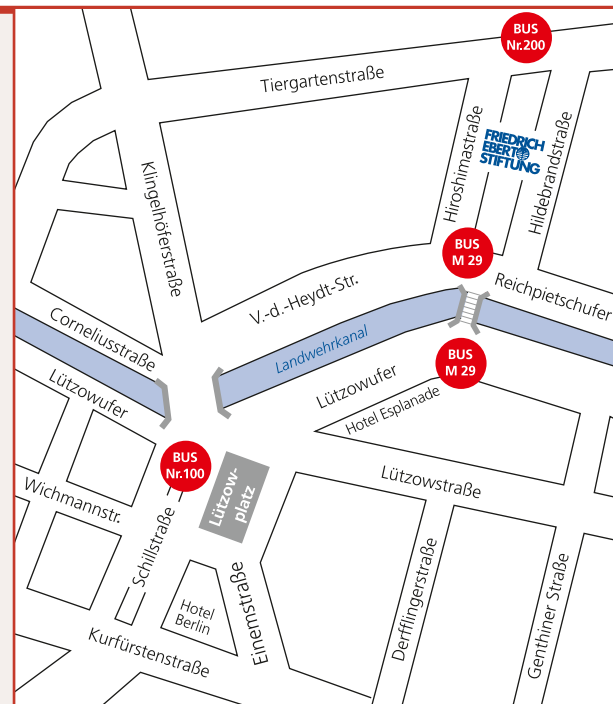 BUS
Nr.200
Tiergartenstraße
FRIEDRICH
EBERT
STIFTUNG
Hiroshimastraße
Hildebrandstraße
Klingelhöferstraße
BUS
M 29
Reichpietschufer
V.-d.-Heydt-Str.
Corneliusstraße
Landwehrkanal
BUS
M 29
Lützowufer
Lützowufer
Hotel Esplanade
BUS
Nr.100
Lützow-
platz
Lützowstraße
Wichmannstr.
Schillstraße
Hotel
Berlin
Einemstraße
Derfflingerstraße
Genthiner Straße
Kurfürstenstraße